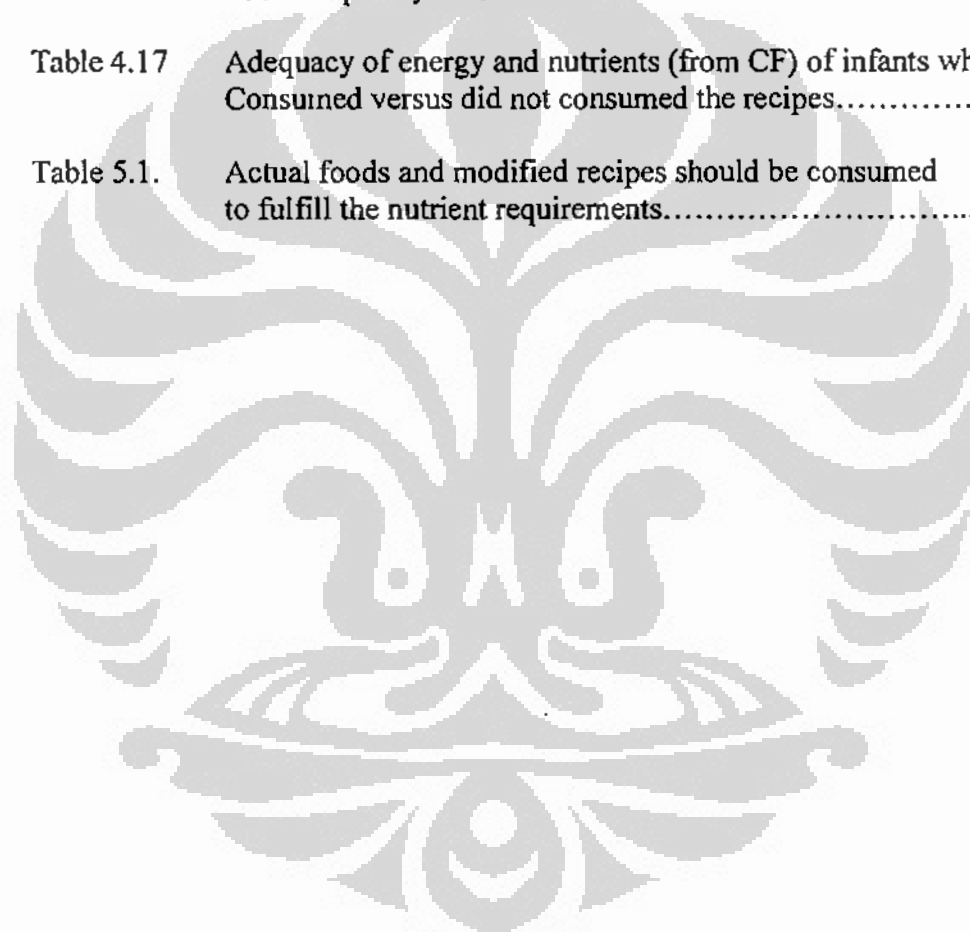 Table 4.17 Adequacy of energy and nutrients (from CF) of infants
Consumed versus did not consumed the recipes..............
Table 5.1. Actual foods and modified recipes should be consumed
to fulfill the nutrient requirements..............................